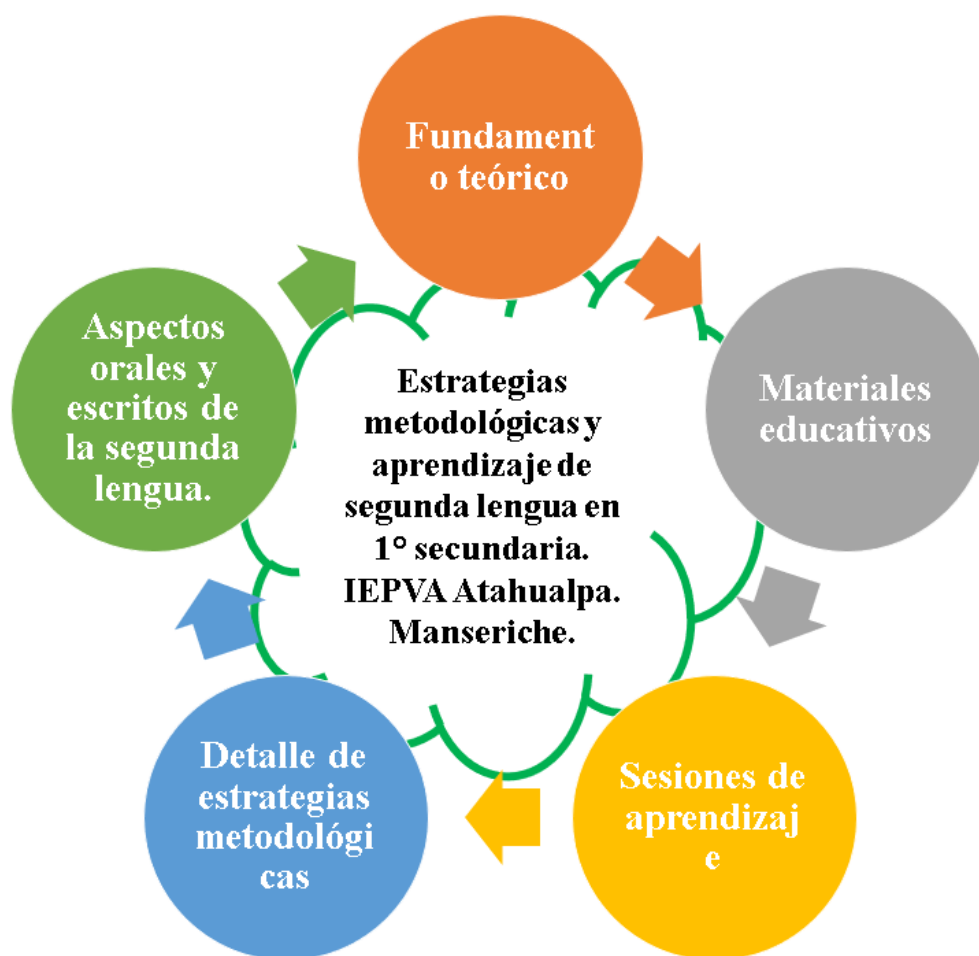 Fundament
o teórico
Materiales
educativos
Sesiones de
aprendizaj
e
Detalle de
estrategias
metodológi
cas
Aspectos
orales y
escritos de
la segunda
lengua.
Estrategias
metodológicas y
aprendizaje de
segunda lengua en
1° secundaria.
IEPVA Atahualpa.
Manseriche.